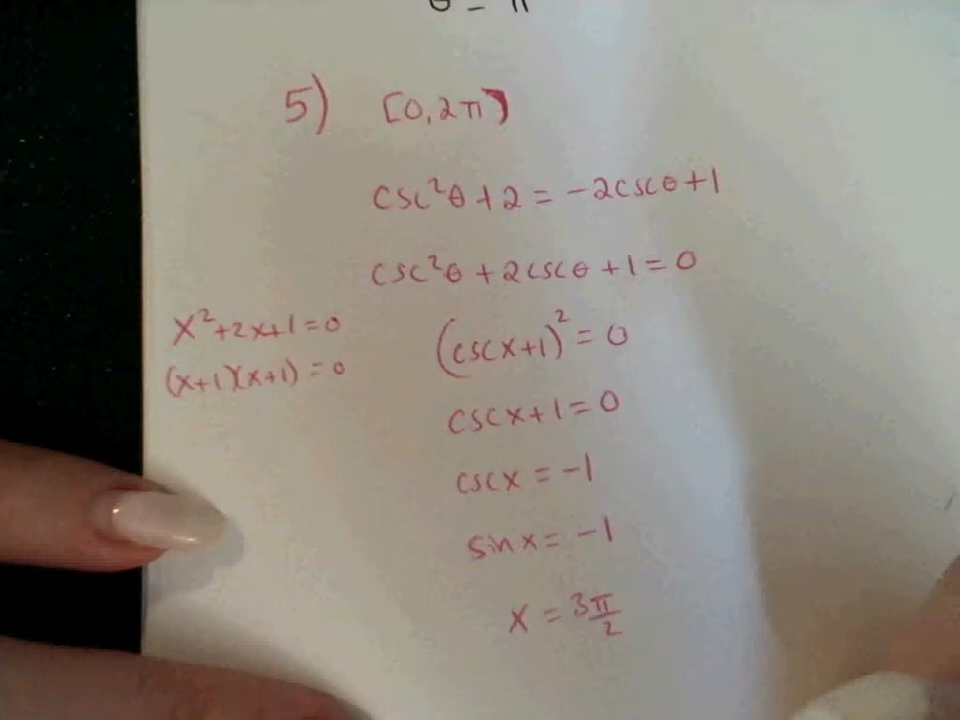 θ = π
5) [0, 2π)
csc²θ + 2 = -2cscθ + 1
csc²θ + 2cscθ + 1 = 0
x² + 2x + 1 = 0
(x+1)(x+1) = 0
(cscx + 1)² = 0
cscx + 1 = 0
cscx = -1
sinx = -1
x = 3π/2